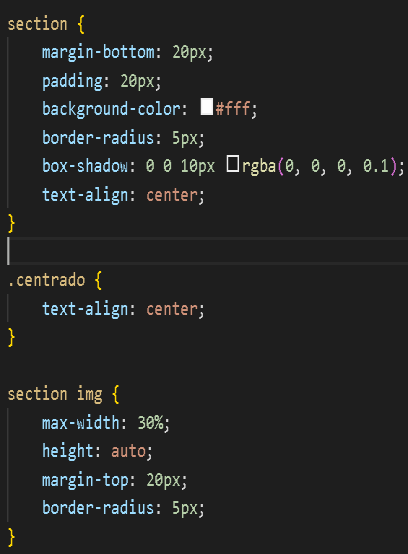 section {
    margin-bottom: 20px;
    padding: 20px;
    background-color: #fff;
    border-radius: 5px;
    box-shadow: 0 0 10px rgba(0, 0, 0, 0.1);
    text-align: center;
}

.centrado {
    text-align: center;
}

section img {
    max-width: 30%;
    height: auto;
    margin-top: 20px;
    border-radius: 5px;
}